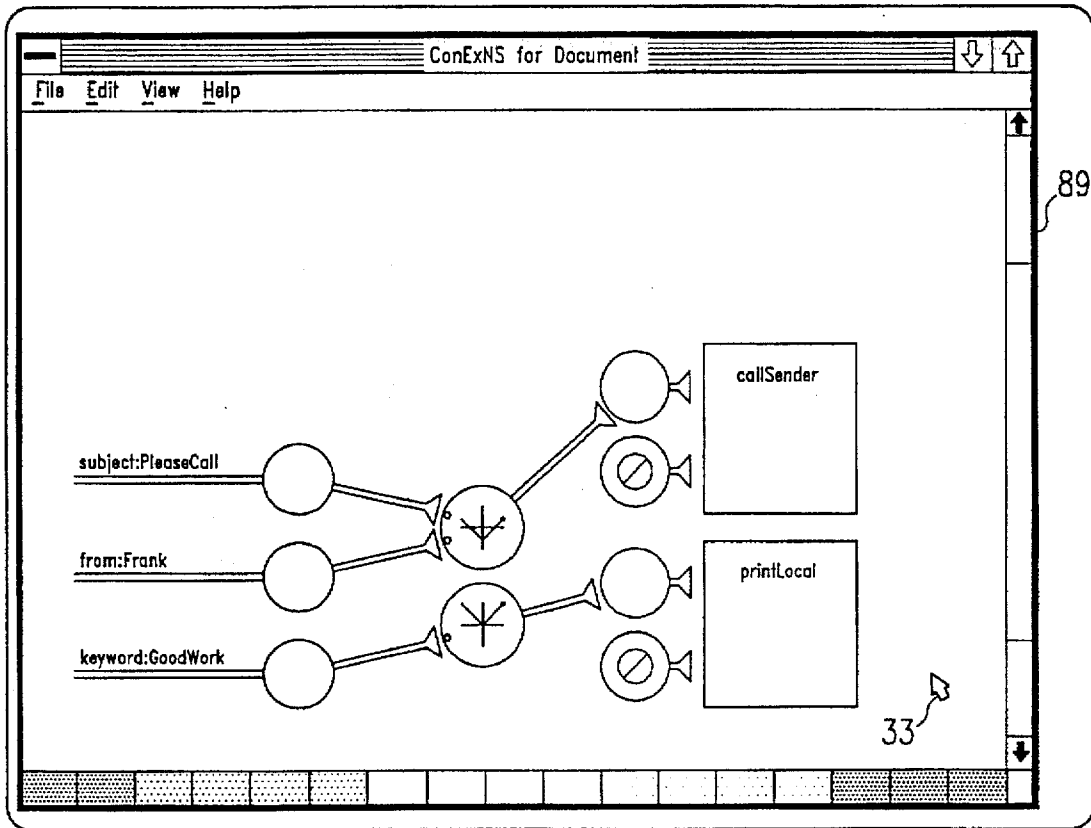 ConExNS for Document
File Edit View Help
89
callSender
subject:PleaseCall
from:Frank
printLocal
keyword:GoodWork
33